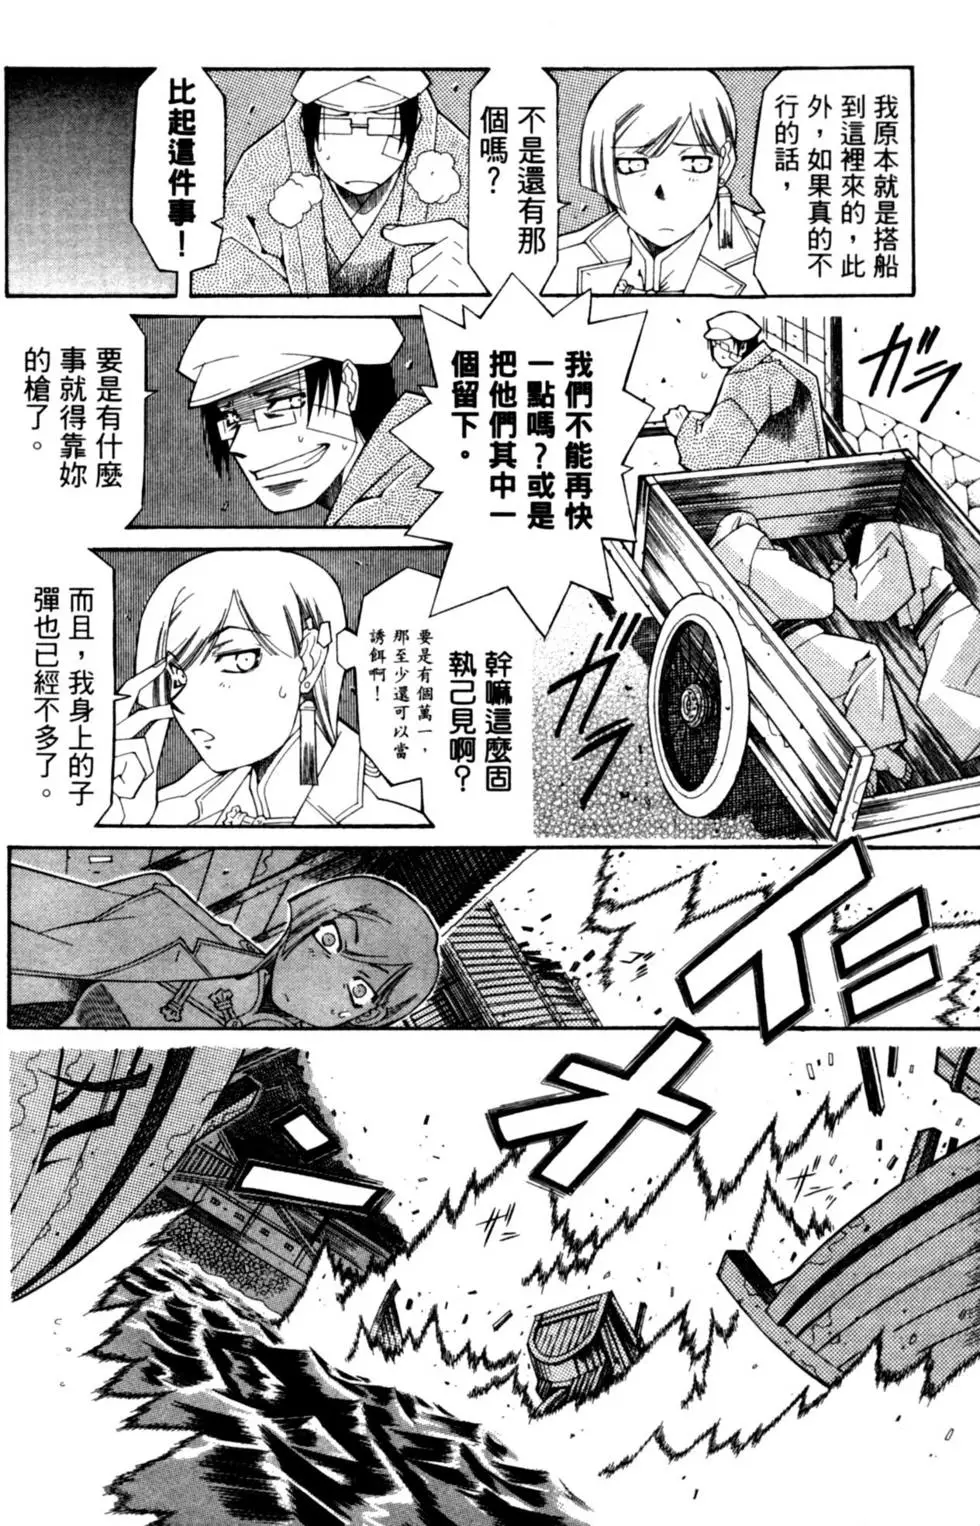 我原本就是搭船
到這裡來的，此
外，如果真的不
行的話，
不是還有那
個嗎？
比起這件事！
ガラ
我們不能再快
一點嗎？或是
把他們其中一
個留下。
要是有什麼
事就得靠妳
的槍了。
幹嘛這麼固
執己見啊？
要是有個萬一，
那至少還可以當
誘餌啊！
而且，我身上的子
彈也已經不多了。